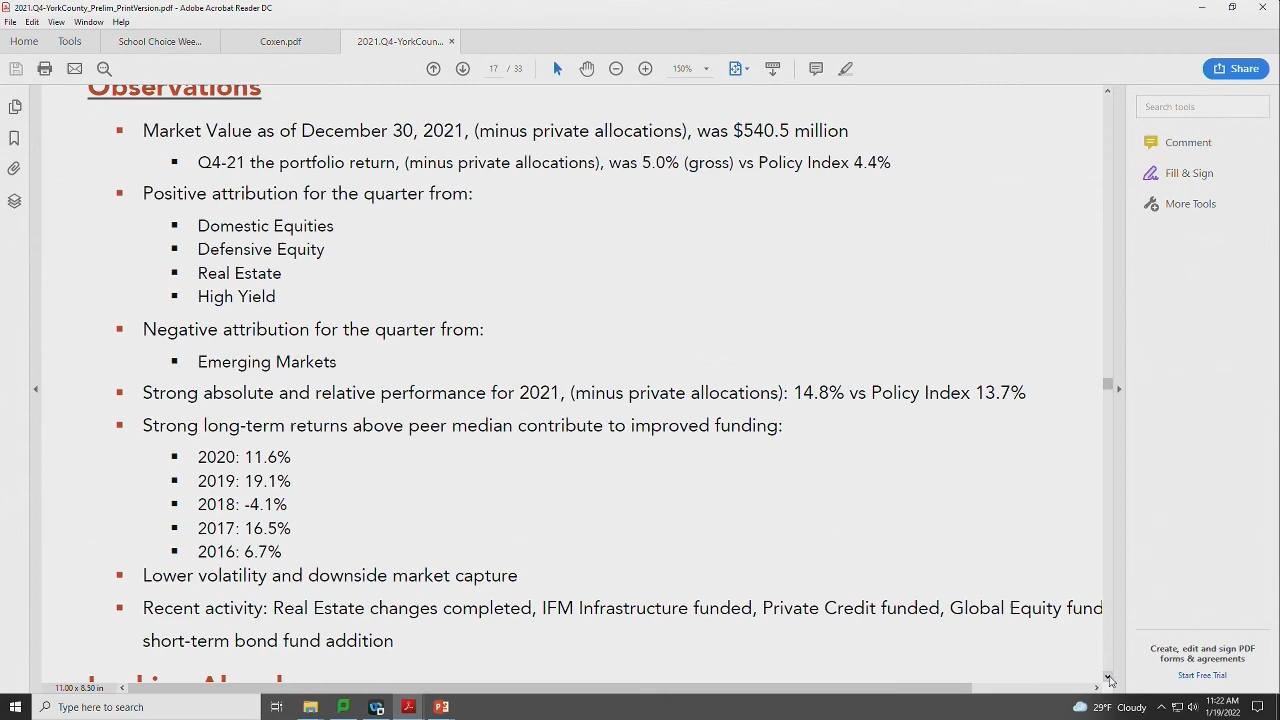 2021.Q4-YorkCounty_Prelim_PrintVersion.pdf - Adobe Acrobat Reader DC
File Edit View Window Help
Home Tools School Choice Wee... Coxen.pdf 2021.Q4-YorkCoun... ×
17 / 33 150% Share
Observations
Market Value as of December 30, 2021, (minus private allocations), was $540.5 million
Q4-21 the portfolio return, (minus private allocations), was 5.0% (gross) vs Policy Index 4.4%
Positive attribution for the quarter from:
Domestic Equities
Defensive Equity
Real Estate
High Yield
Negative attribution for the quarter from:
Emerging Markets
Strong absolute and relative performance for 2021, (minus private allocations): 14.8% vs Policy Index 13.7%
Strong long-term returns above peer median contribute to improved funding:
2020: 11.6%
2019: 19.1%
2018: -4.1%
2017: 16.5%
2016: 6.7%
Lower volatility and downside market capture
Recent activity: Real Estate changes completed, IFM Infrastructure funded, Private Credit funded, Global Equity fund
short-term bond fund addition
11.00 x 8.50 in
Search tools
Comment
Fill & Sign
More Tools
Create, edit and sign PDF
forms & agreements
Start Free Trial
Type here to search
29°F Cloudy
11:22 AM
1/19/2022